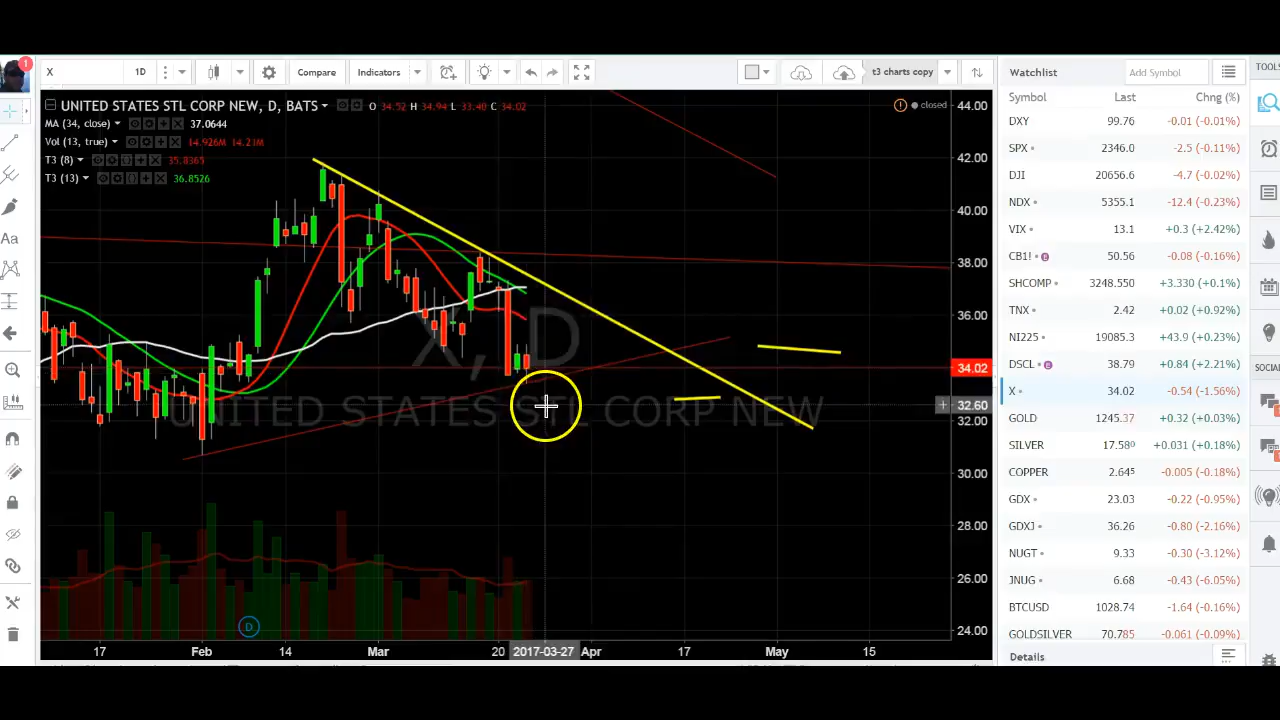 1
X 1D Compare Indicators t3 charts copy
UNITED STATES STL CORP NEW, D, BATS O 34.52 H 34.94 L 33.40 C 34.02
closed
MA (34, close) 37.0644
Vol (13, true) 14.926M 14.21M
T3 (8) 35.8365
T3 (13) 36.8526
X, D
UNITED STATES STL CORP NEW
44.00
42.00
40.00
38.00
36.00
34.02
32.60
32.00
30.00
28.00
26.00
24.00
D
17 Feb 14 Mar 20 2017-03-27 Apr 17 May 15
Aa
Watchlist Add Symbol
Symbol Last Chng (%)
DXY 99.76 -0.01 (-0.01%)
SPX 2346.0 -2.5 (-0.11%)
DJI 20656.6 -4.7 (-0.02%)
NDX 5355.1 -12.4 (-0.23%)
VIX 13.1 +0.3 (+2.42%)
CB1! 50.56 -0.08 (-0.16%)
SHCOMP 3248.550 +3.330 (+0.1%)
TNX 2.42 +0.02 (+0.92%)
NI225 19085.3 +43.9 (+0.23%)
DSCL 38.79 +0.84 (+2.21%)
X 34.02 -0.54 (-1.56%)
GOLD 1245.37 +0.32 (+0.03%)
SILVER 17.580 +0.031 (+0.18%)
COPPER 2.645 -0.005 (-0.18%)
GDX 23.03 -0.22 (-0.95%)
GDXJ 36.26 -0.80 (-2.16%)
NUGT 9.33 -0.30 (-3.12%)
JNUG 6.68 -0.43 (-6.05%)
BTCUSD 1028.74 -1.64 (-0.16%)
GOLDSILVER 70.785 -0.061 (-0.09%)
Details
TOOLS
SOCIAL